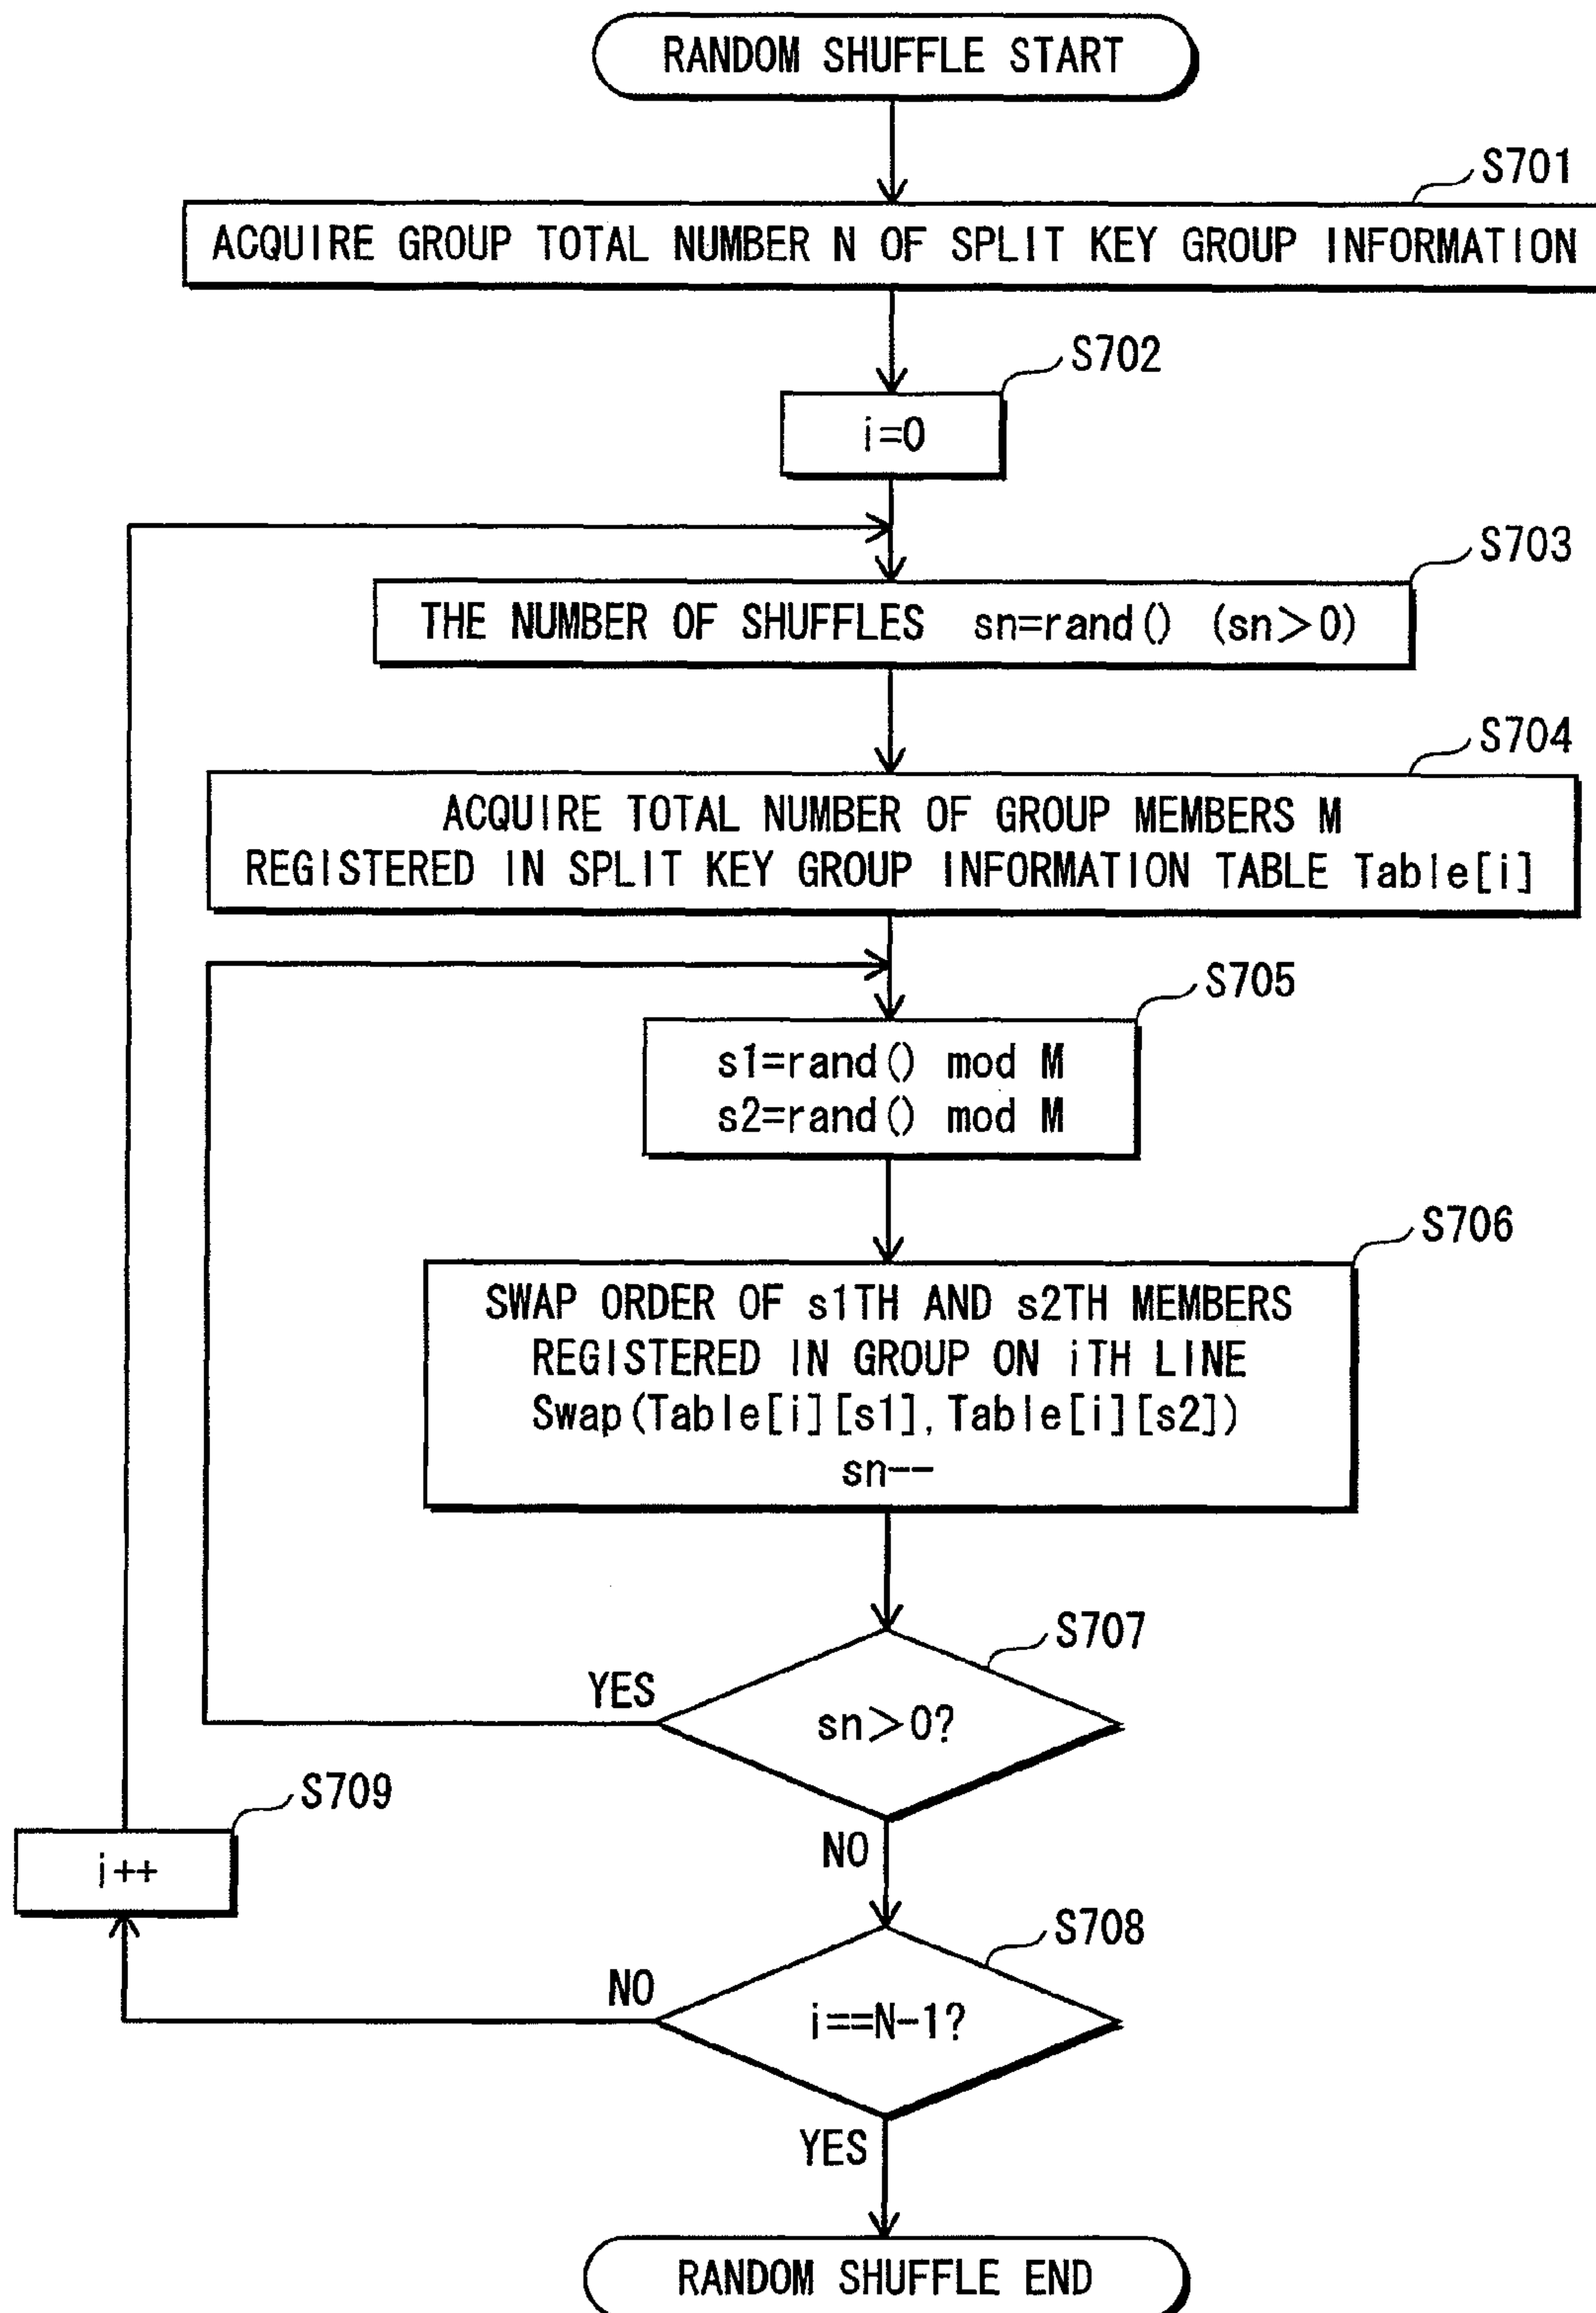 RANDOM SHUFFLE START
S701
ACQUIRE GROUP TOTAL NUMBER N OF SPLIT KEY GROUP INFORMATION
S702
i=0
S703
THE NUMBER OF SHUFFLES sn=rand() (sn>0)
S704
ACQUIRE TOTAL NUMBER OF GROUP MEMBERS M
REGISTERED IN SPLIT KEY GROUP INFORMATION TABLE Table[i]
S705
s1=rand() mod M
s2=rand() mod M
S706
SWAP ORDER OF s1TH AND s2TH MEMBERS
REGISTERED IN GROUP ON iTH LINE
Swap(Table[i][s1],Table[i][s2])
sn--
S707
YES
sn>0?
S709
i++
NO
S708
NO
i==N-1?
YES
RANDOM SHUFFLE END